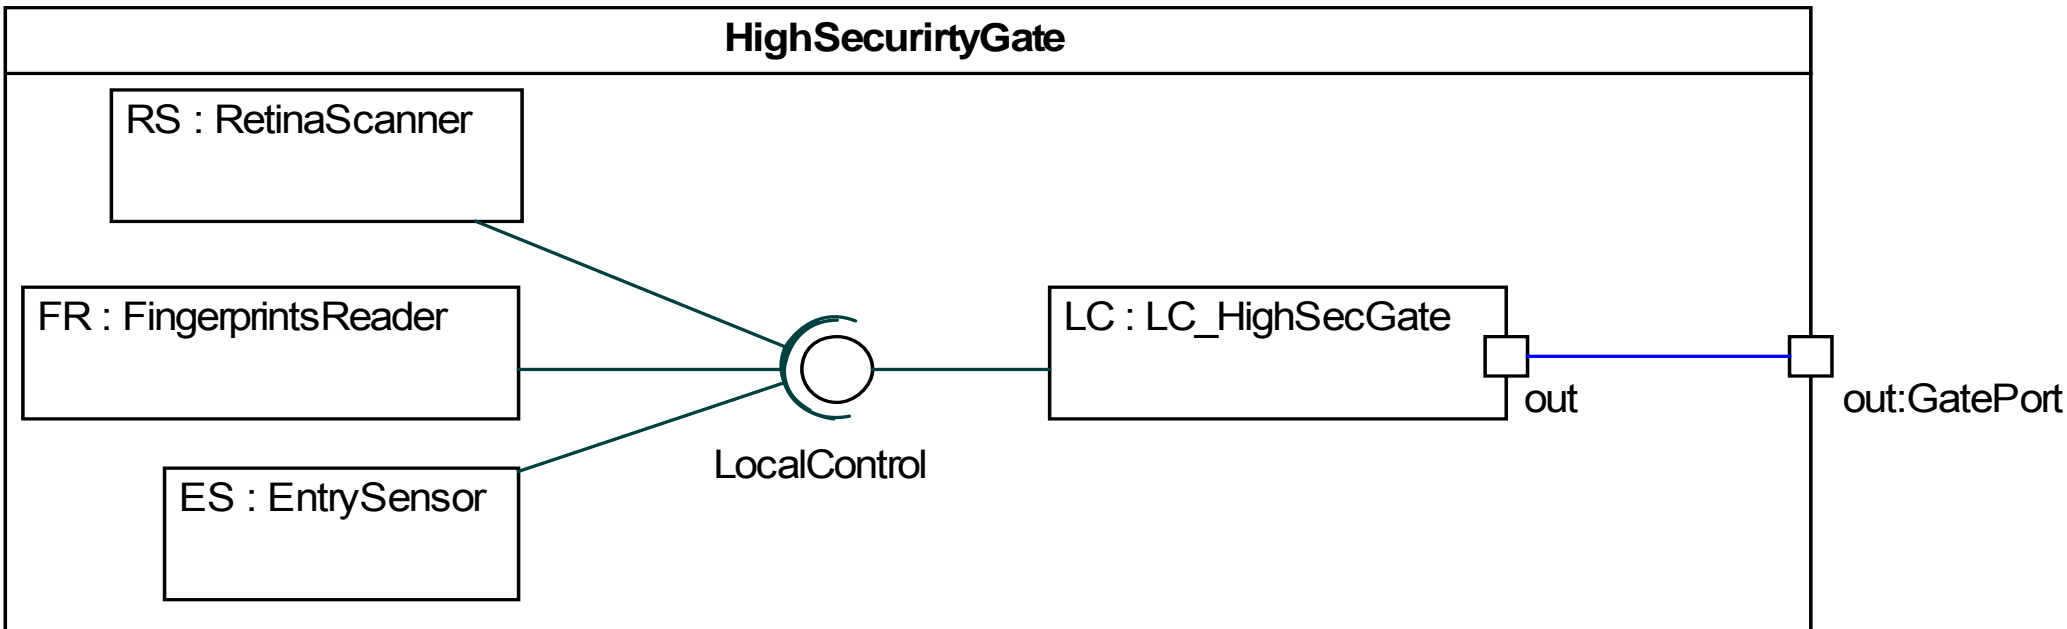 HighSecurirtyGate
RS : RetinaScanner
FR : FingerprintsReader
LC : LC_HighSecGate
out
out:GatePort
LocalControl
ES : EntrySensor